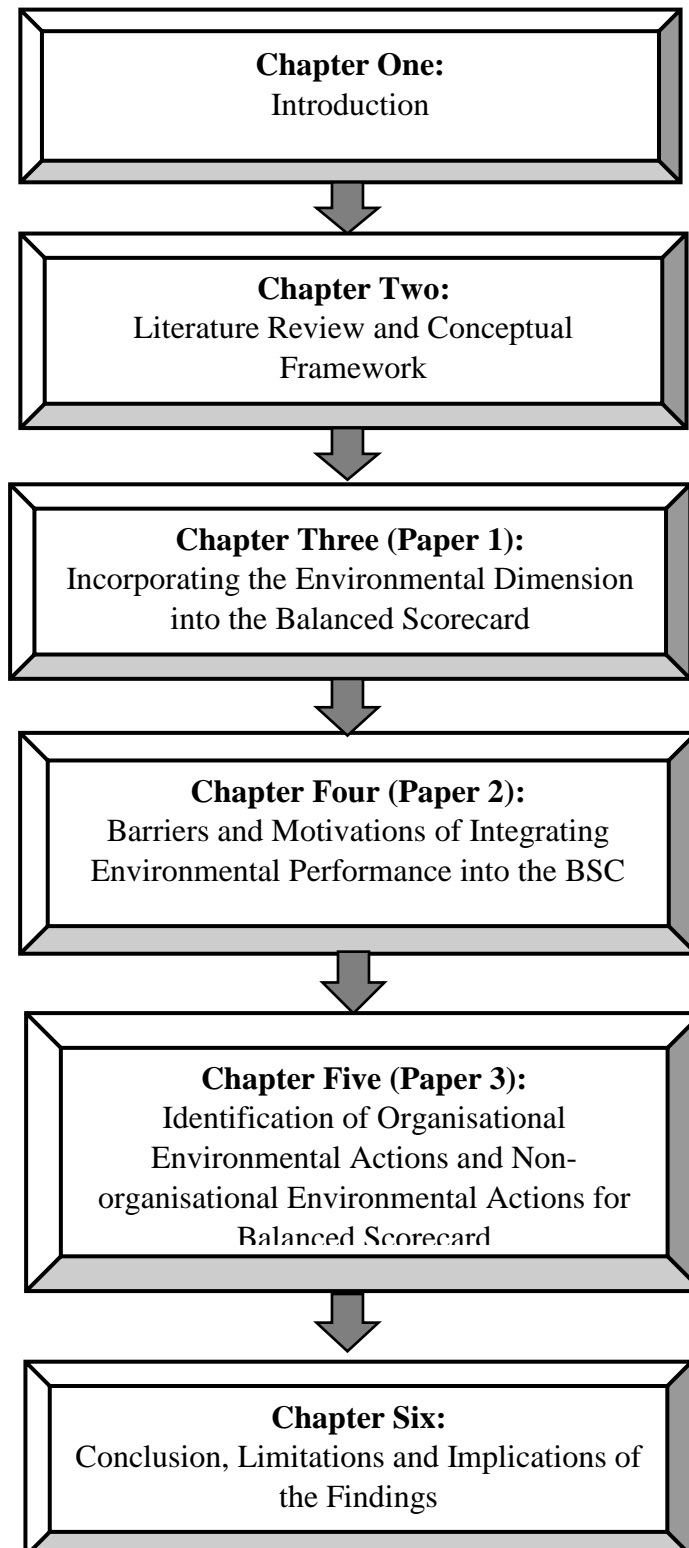 Chapter One:
Introduction
Chapter Two:
Literature Review and Conceptual
Framework
Chapter Three (Paper 1):
Incorporating the Environmental Dimension
into the Balanced Scorecard
Chapter Four (Paper 2):
Barriers and Motivations of Integrating
Environmental Performance into the BSC
Chapter Five (Paper 3):
Identification of Organisational
Environmental Actions and Non-
organisational Environmental Actions for
Balanced Scorecard
Chapter Six:
Conclusion, Limitations and Implications of
the Findings